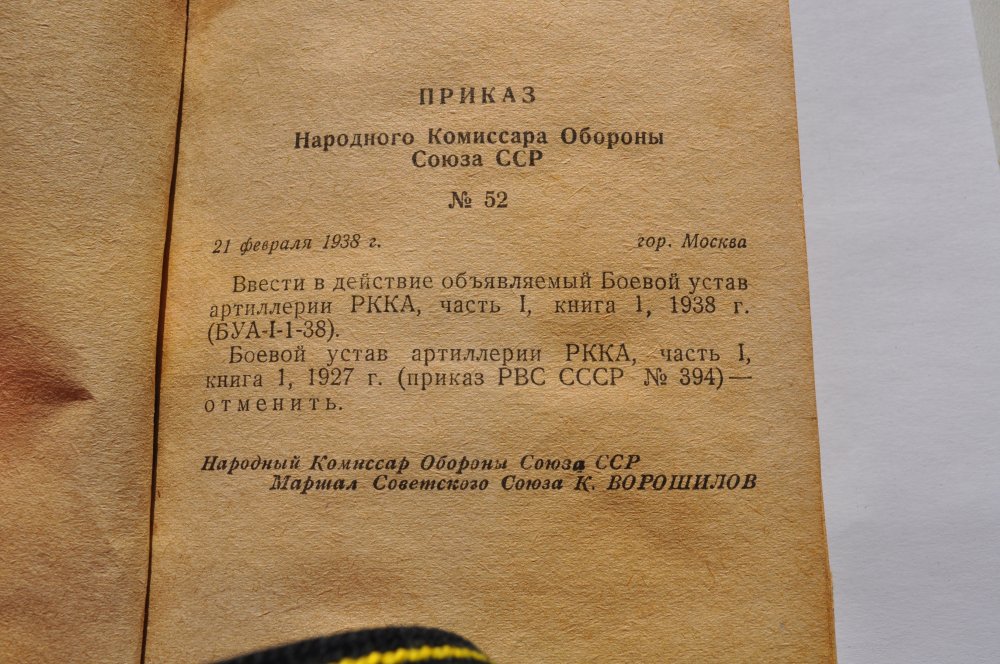 ПРИКАЗ
Народного Комиссара Обороны
Союза ССР
№ 52
21 февраля 1938 г. гор. Москва
Ввести в действие объявляемый Боевой устав
артиллерии РККА, часть I, книга 1, 1938 г.
(БУА-I-1-38).
Боевой устав артиллерии РККА, часть I,
книга 1, 1927 г. (приказ РВС СССР № 394)—
отменить.
Народный Комиссар Обороны Союза ССР
Маршал Советского Союза К. ВОРОШИЛОВ